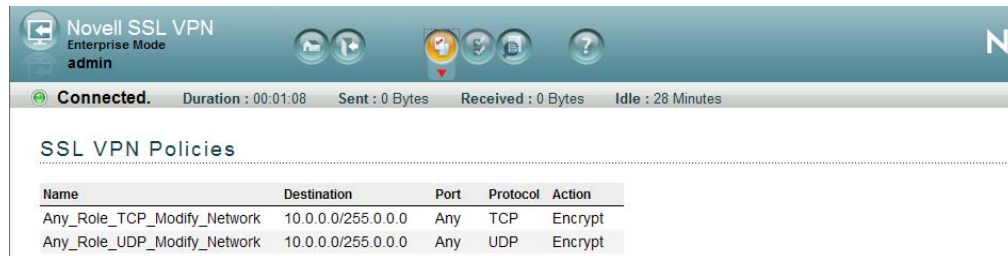 Novell SSL VPN
Enterprise Mode
admin
?
N
Connected. Duration : 00:01:08 Sent : 0 Bytes Received : 0 Bytes Idle : 28 Minutes
SSL VPN Policies
Name Destination Port Protocol Action
Any_Role_TCP_Modify_Network 10.0.0.0/255.0.0.0 Any TCP Encrypt
Any_Role_UDP_Modify_Network 10.0.0.0/255.0.0.0 Any UDP Encrypt